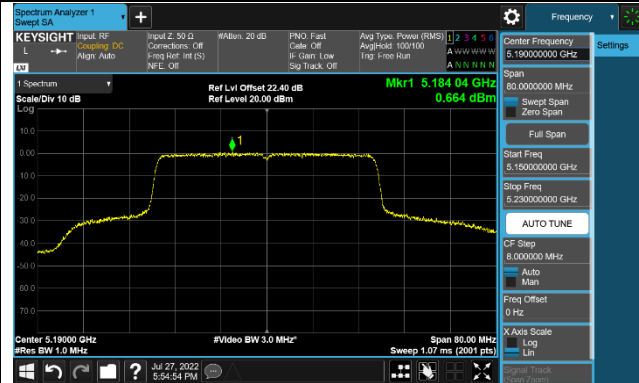 Spectrum Analyzer 1
Swept SA
Frequency
KEYSIGHT
L
LXI
Input: RF
Coupling: DC
Align: Auto
Input Z: 50 Ω
Corrections: Off
Freq Ref: Int (S)
NFE: Off
#Atten: 20 dB
PNO: Fast
Gate: Off
IF Gain: Low
Sig Track: Off
Avg Type: Power (RMS)
Avg|Hold: 100/100
Trig: Free Run
1 2 3 4 5 6
A W W W W W
A N N N N N
1 Spectrum
Scale/Div 10 dB
Ref Lvl Offset 22.40 dB
Ref Level 20.00 dBm
Mkr1 5.184 04 GHz
0.664 dBm
Log
10.0
0.00
-10.0
-20.0
-30.0
-40.0
-50.0
-60.0
-70.0
1
Center 5.19000 GHz
#Res BW 1.0 MHz
#Video BW 3.0 MHz*
Span 80.00 MHz
Sweep 1.07 ms (2001 pts)
Jul 27, 2022
5:54:54 PM
Settings
Center Frequency
5.190000000 GHz
Span
80.0000000 MHz
Swept Span
Zero Span
Full Span
Start Freq
5.150000000 GHz
Stop Freq
5.230000000 GHz
AUTO TUNE
CF Step
8.000000 MHz
Auto
Man
Freq Offset
0 Hz
X Axis Scale
Log
Lin
Signal Track
(Span Zoom)